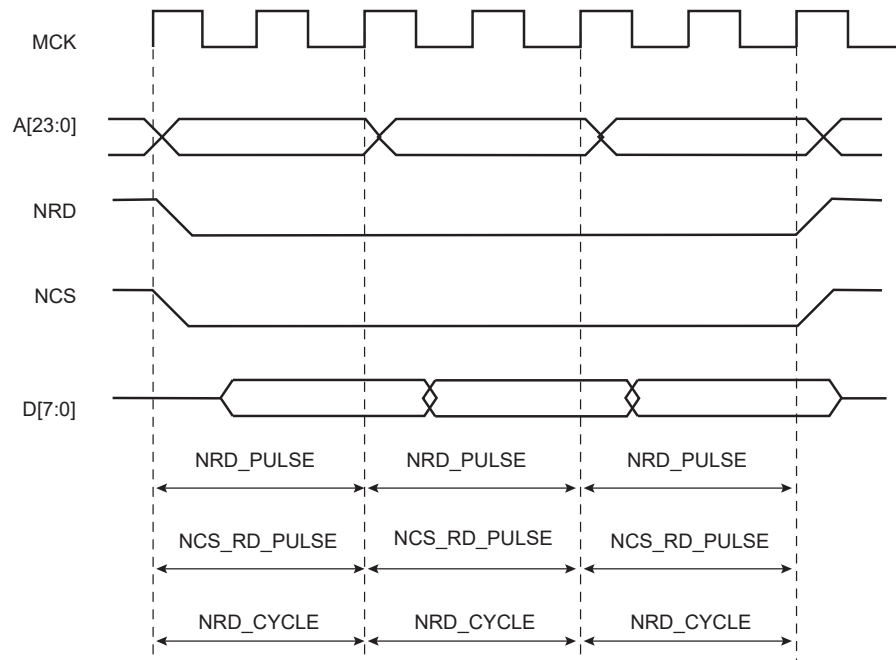 MCK
A[23:0]
NRD
NCS
D[7:0]
NRD_PULSE NRD_PULSE NRD_PULSE
NCS_RD_PULSE NCS_RD_PULSE NCS_RD_PULSE
NRD_CYCLE NRD_CYCLE NRD_CYCLE